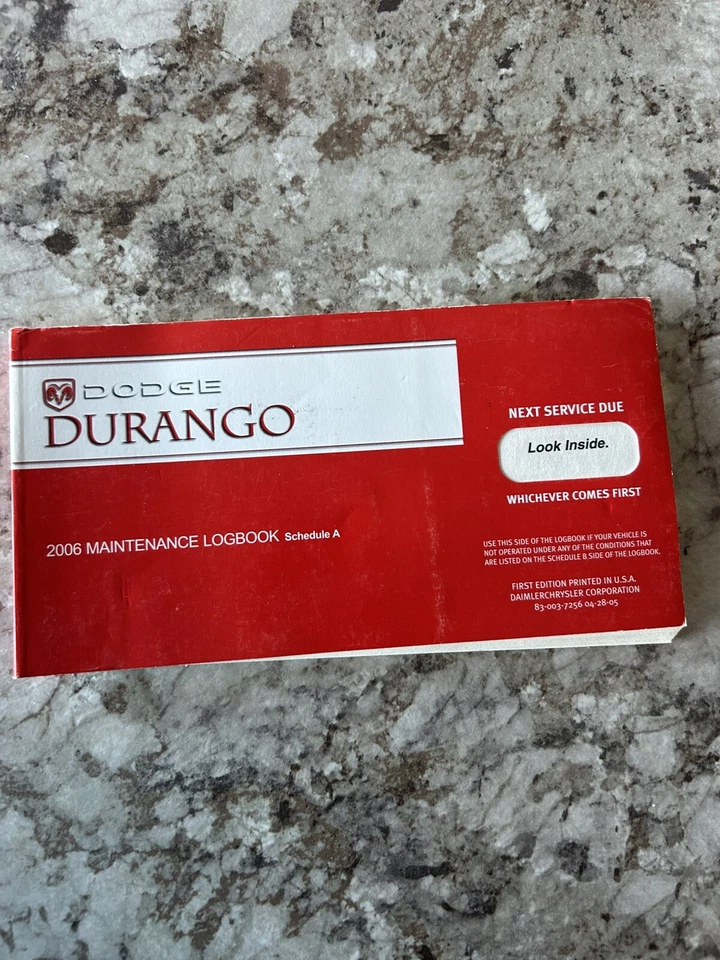 DODGE
DURANGO
2006 MAINTENANCE LOGBOOK Schedule A
NEXT SERVICE DUE
Look Inside.
WHICHEVER COMES FIRST
USE THIS SIDE OF THE LOGBOOK IF YOUR VEHICLE IS
NOT OPERATED UNDER ANY OF THE CONDITIONS THAT
ARE LISTED ON THE SCHEDULE B SIDE OF THE LOGBOOK.
FIRST EDITION PRINTED IN U.S.A.
DAIMLERCHRYSLER CORPORATION
83-003-7256 04-28-05